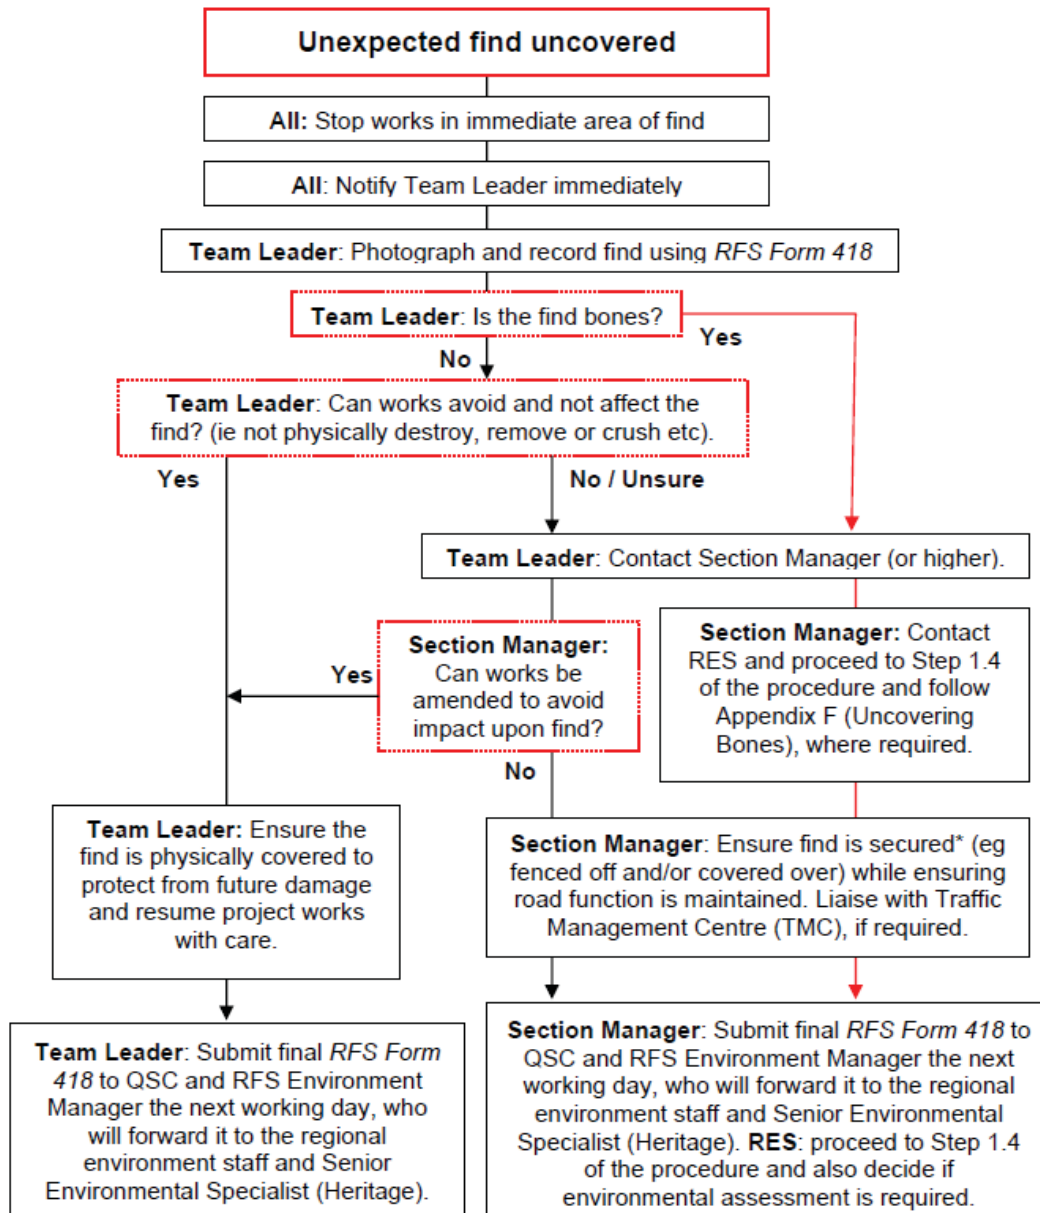 Unexpected find uncovered
All: Stop works in immediate area of find
All: Notify Team Leader immediately
Team Leader: Photograph and record find using RFS Form 418
Team Leader: Is the find bones?
Yes
No
Team Leader: Can works avoid and not affect the
find? (ie not physically destroy, remove or crush etc).
Yes
No / Unsure
Team Leader: Contact Section Manager (or higher).
Section Manager:
Can works be
amended to avoid
impact upon find?
Yes
No
Section Manager: Contact
RES and proceed to Step 1.4
of the procedure and follow
Appendix F (Uncovering
Bones), where required.
Team Leader: Ensure the
find is physically covered to
protect from future damage
and resume project works
with care.
Section Manager: Ensure find is secured* (eg
fenced off and/or covered over) while ensuring
road function is maintained. Liaise with Traffic
Management Centre (TMC), if required.
Team Leader: Submit final RFS Form
418 to QSC and RFS Environment
Manager the next working day, who
will forward it to the regional
environment staff and Senior
Environmental Specialist (Heritage).
Section Manager: Submit final RFS Form 418 to
QSC and RFS Environment Manager the next
working day, who will forward it to the regional
environment staff and Senior Environmental
Specialist (Heritage). RES: proceed to Step 1.4
of the procedure and also decide if
environmental assessment is required.